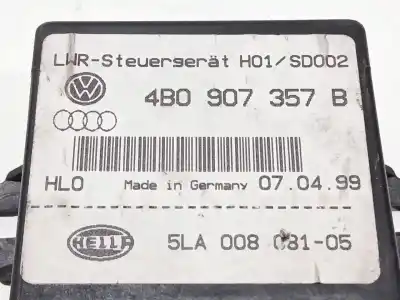 LWR-Steuergerät H01/SD002
4B0 907 357 B
HLO Made in Germany 07.04.99
HELLA 5LA 008 081-05